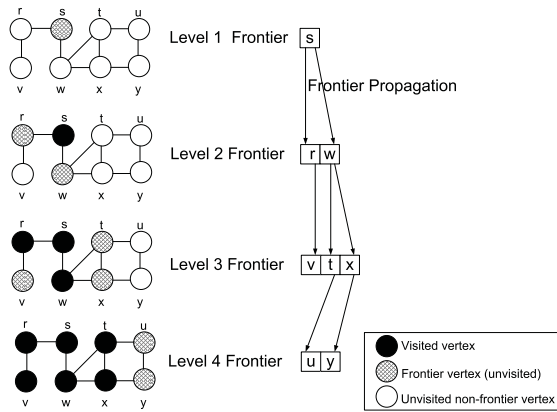 r s t u
Level 1 Frontier
s
v w x y
Frontier Propagation
r s t u
Level 2 Frontier
r w
v w x y
r s t u
Level 3 Frontier
v t x
v w x y
r s t u
Level 4 Frontier
u y
v w x y
Visited vertex
Frontier vertex (unvisited)
Unvisited non-frontier vertex